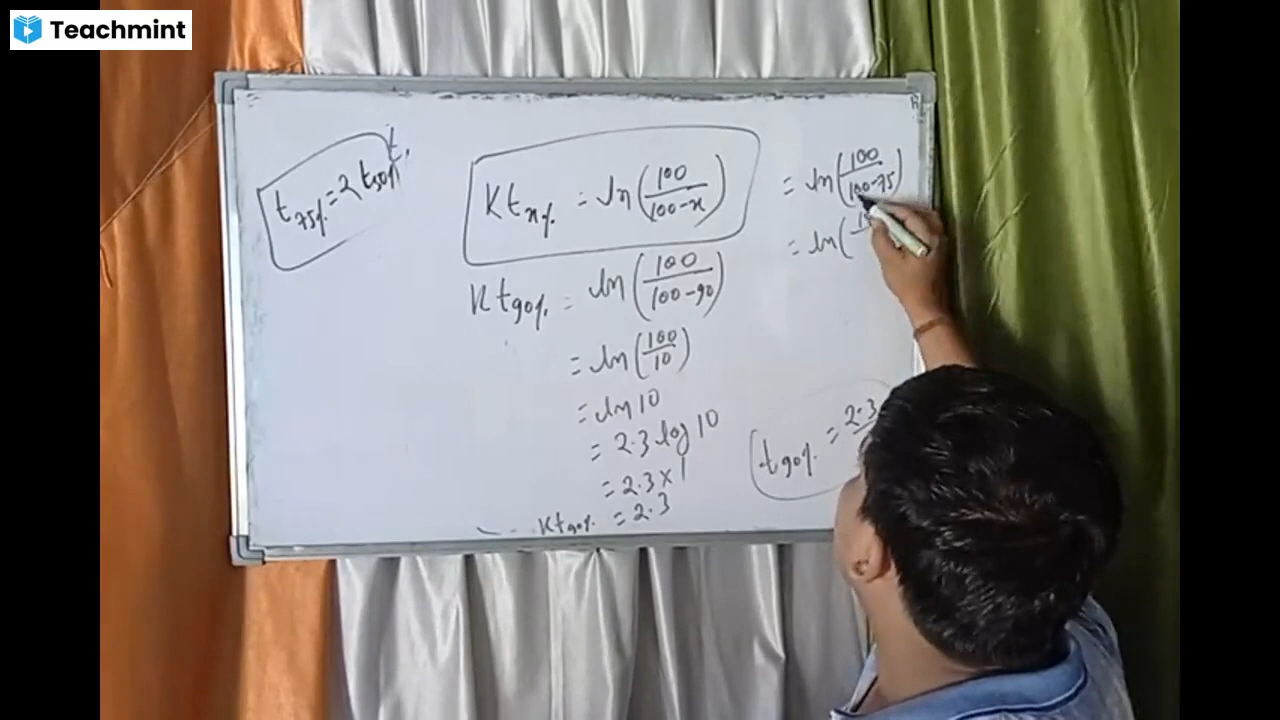 Teachmint
t75% = 2 t50%
Kt x% = ln(100/(100-x))
Kt90% = ln(100/(100-90))
= ln(100/10)
= ln 10
= 2.3 log 10
= 2.3 × 1
Kt90% = 2.3
= ln(100/(100-75))
= ln(
t90% = 2.3